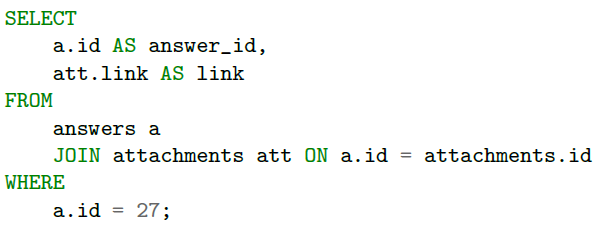 SELECT
    a.id AS answer_id,
    att.link AS link
FROM
    answers a
    JOIN attachments att ON a.id = attachments.id
WHERE
    a.id = 27;